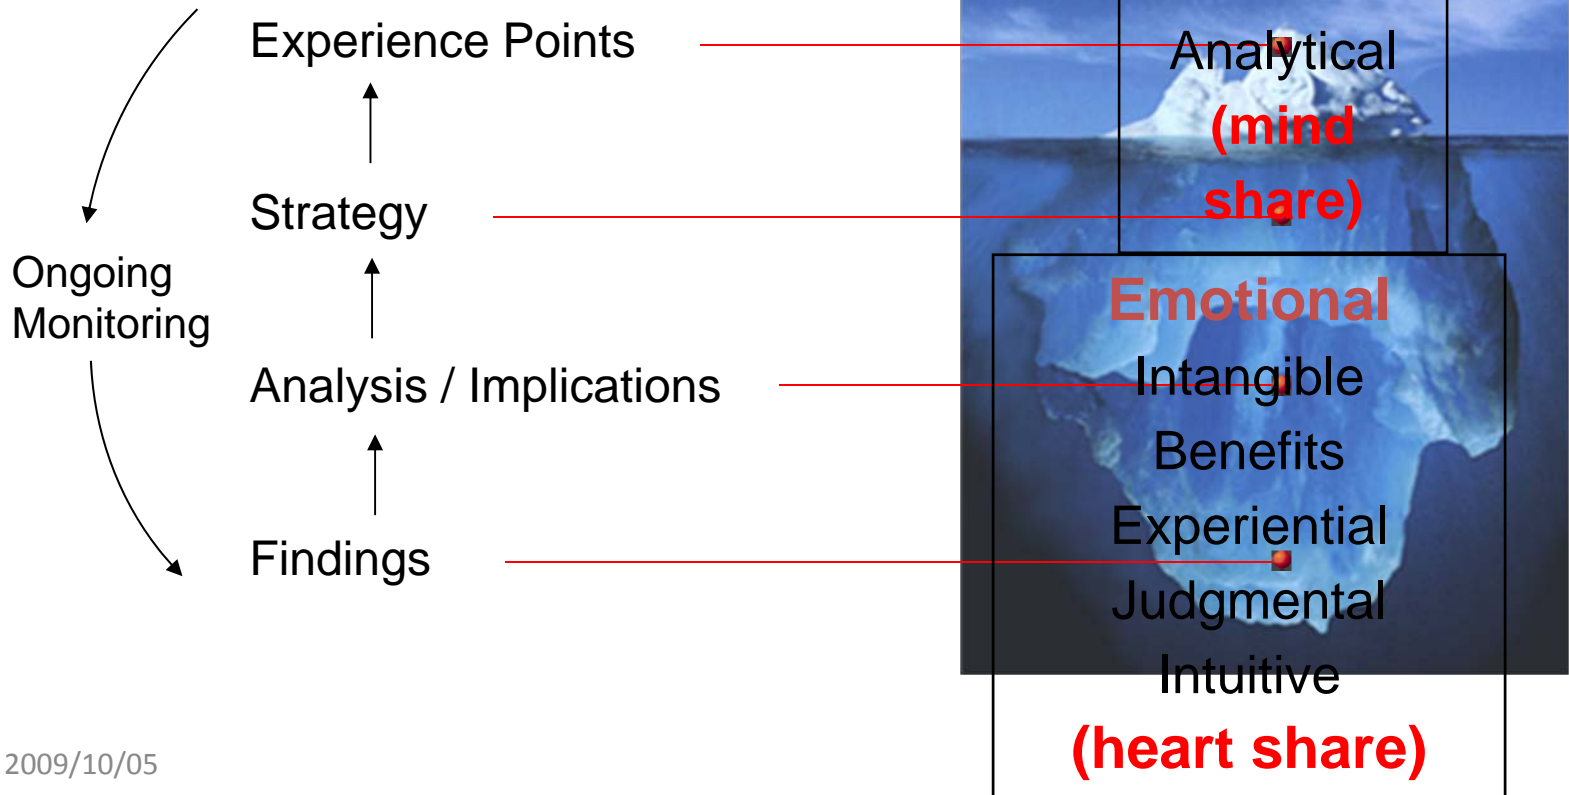 Experience Points
Strategy
Ongoing
Monitoring
Analysis / Implications
Findings
2009/10/05
Analytical
(mind
share)
Emotional
Intangible
Benefits
Experiential
Judgmental
Intuitive
(heart share)